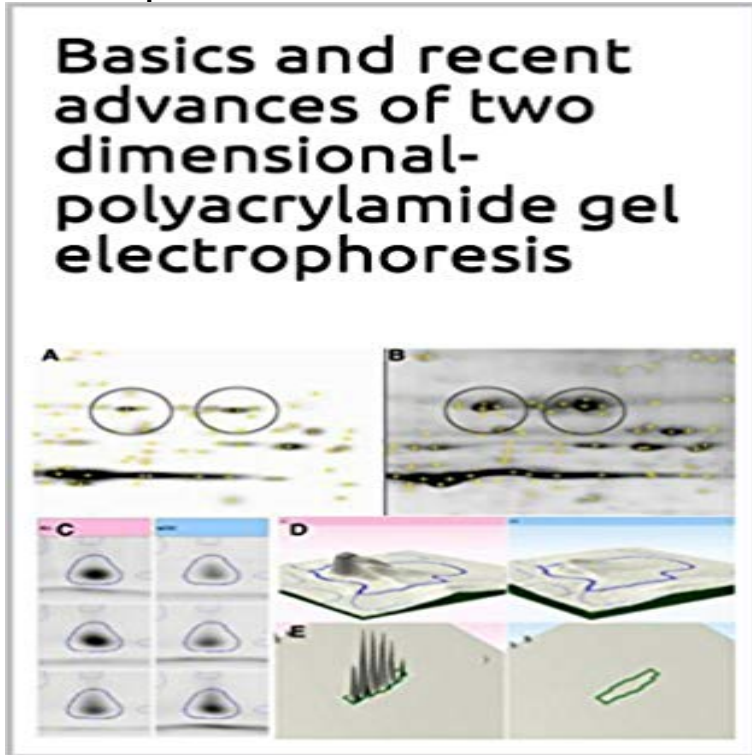 Basics and recent
advances of two
dimensional-
polyacrylamide gel
electrophoresis
A
B
C
D
E